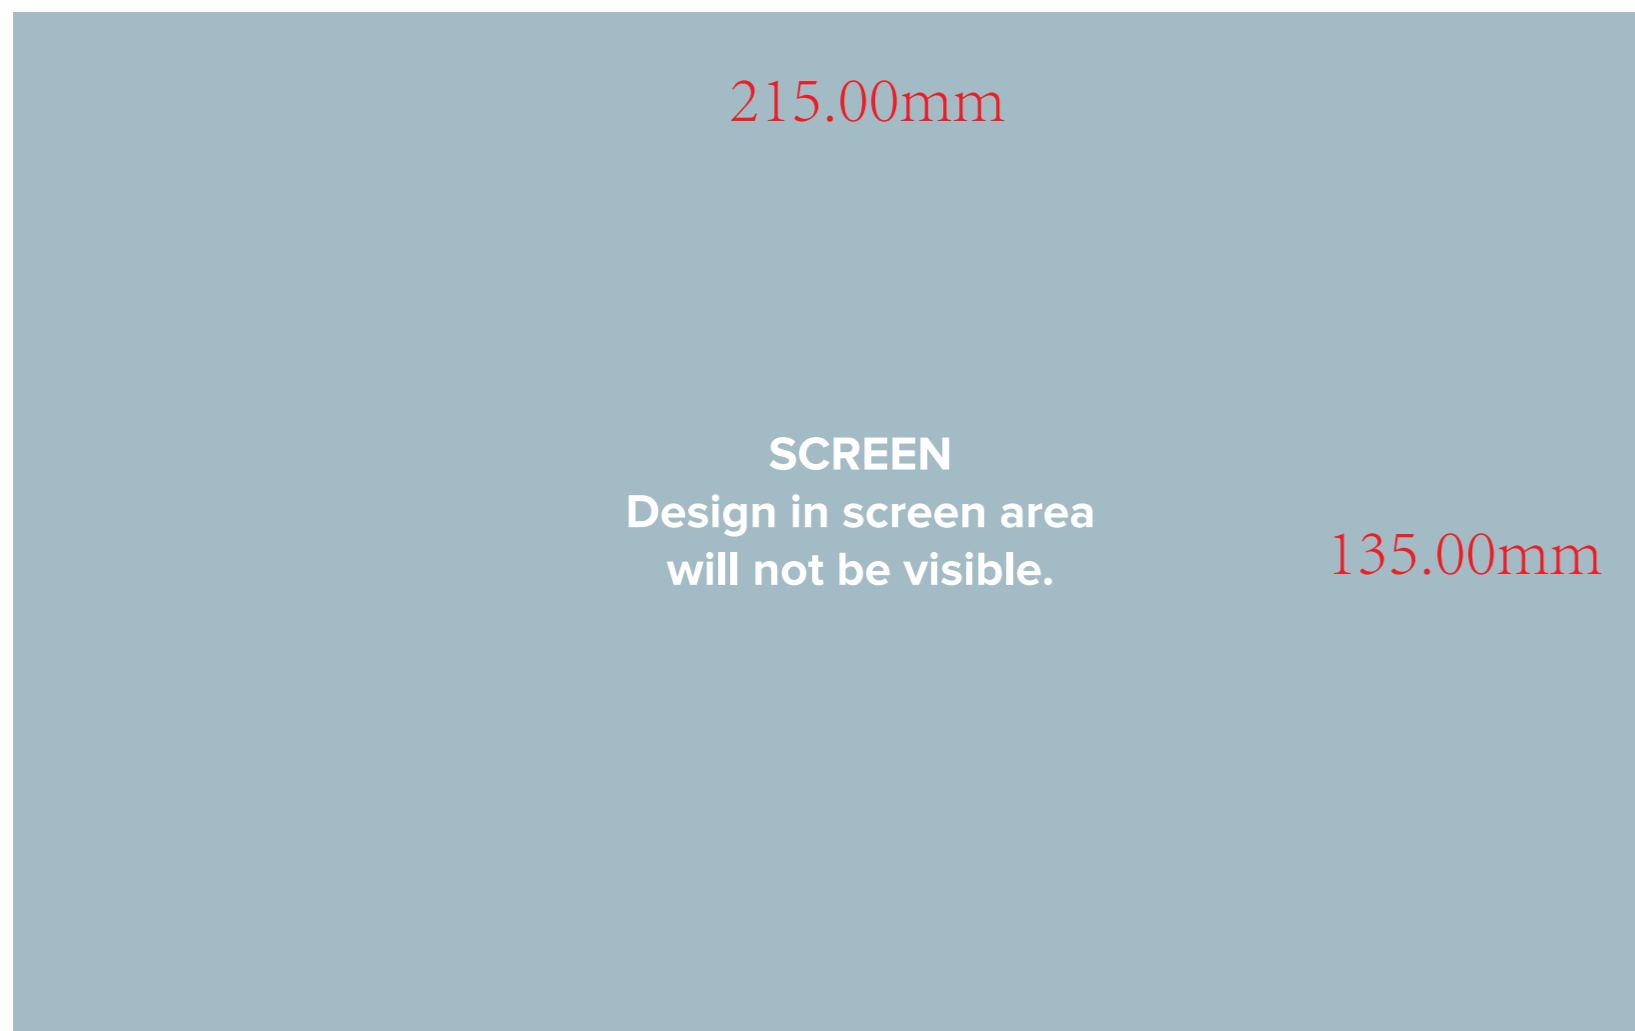 215.00mm
SCREEN
Design in screen area
will not be visible.
135.00mm